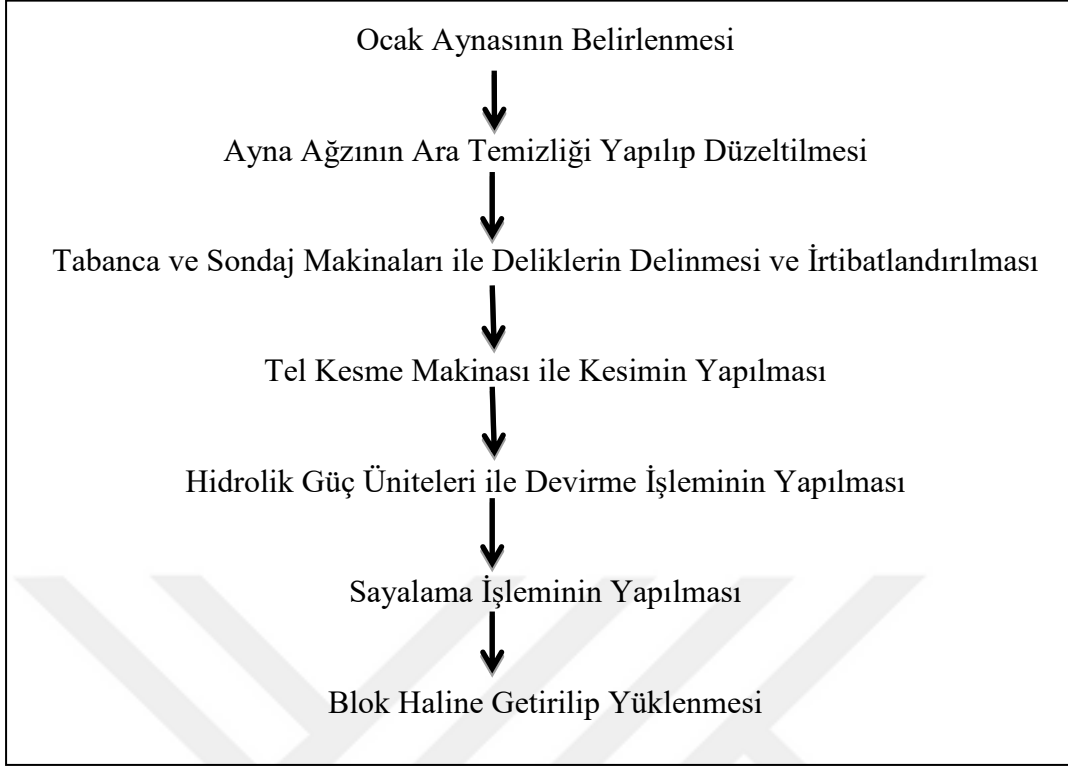 Ocak Aynasının Belirlenmesi
Ayna Ağzının Ara Temizliği Yapılıp Düzeltilmesi
Tabanca ve Sondaj Makinaları ile Deliklerin Delinmesi ve İrtibatlandırılması
Tel Kesme Makinası ile Kesimin Yapılması
Hidrolik Güç Üniteleri ile Devirme İşleminin Yapılması
Sayalama İşleminin Yapılması
Blok Haline Getirilip Yüklenmesi